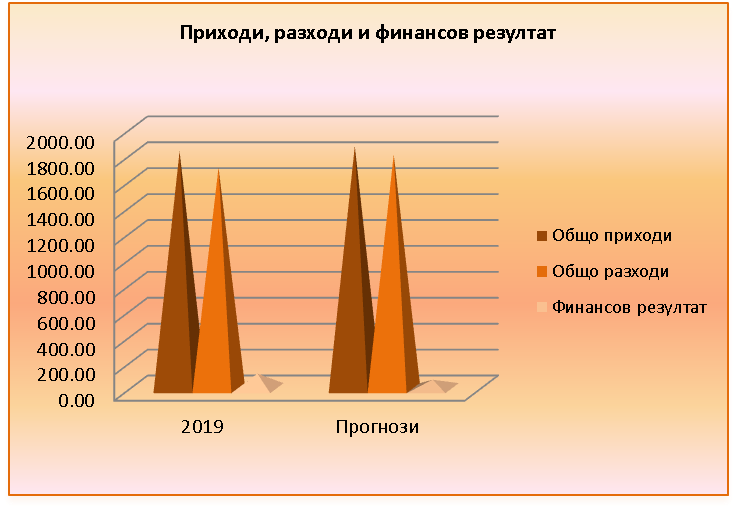 Приходи, разходи и финансов резултат
2000.00
1800.00
1600.00
1400.00
1200.00
1000.00
800.00
600.00
400.00
200.00
0.00
2019
Прогнози
Общо приходи
Общо разходи
Финансов резултат